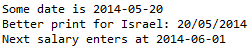 Some date is 2014-05-20
Better print for Israel: 20/05/2014
Next salary enters at 2014-06-01